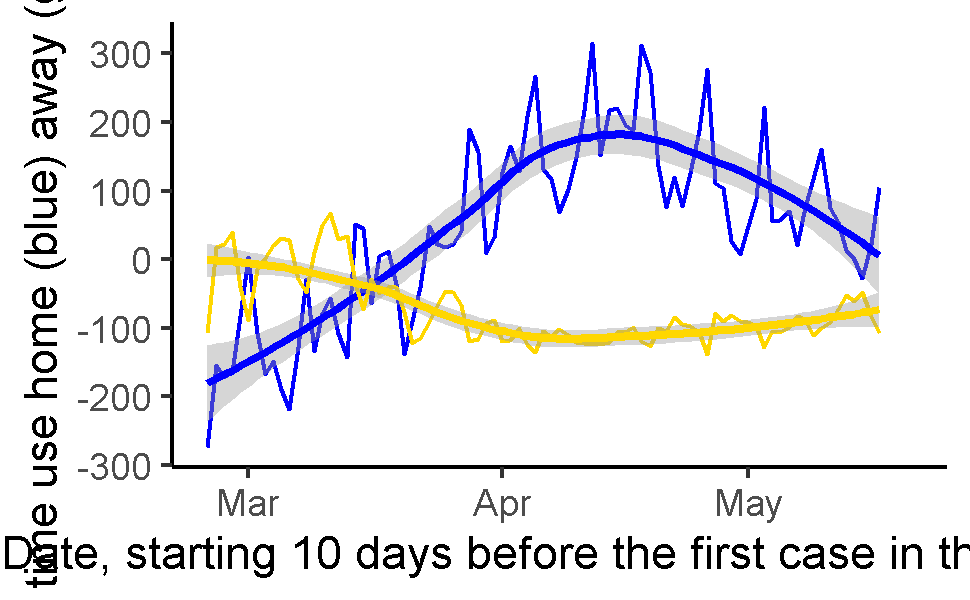 time use home (blue) away (
300
200
100
0
-100
-200
-300
Mar Apr May
Date, starting 10 days before the first case in th